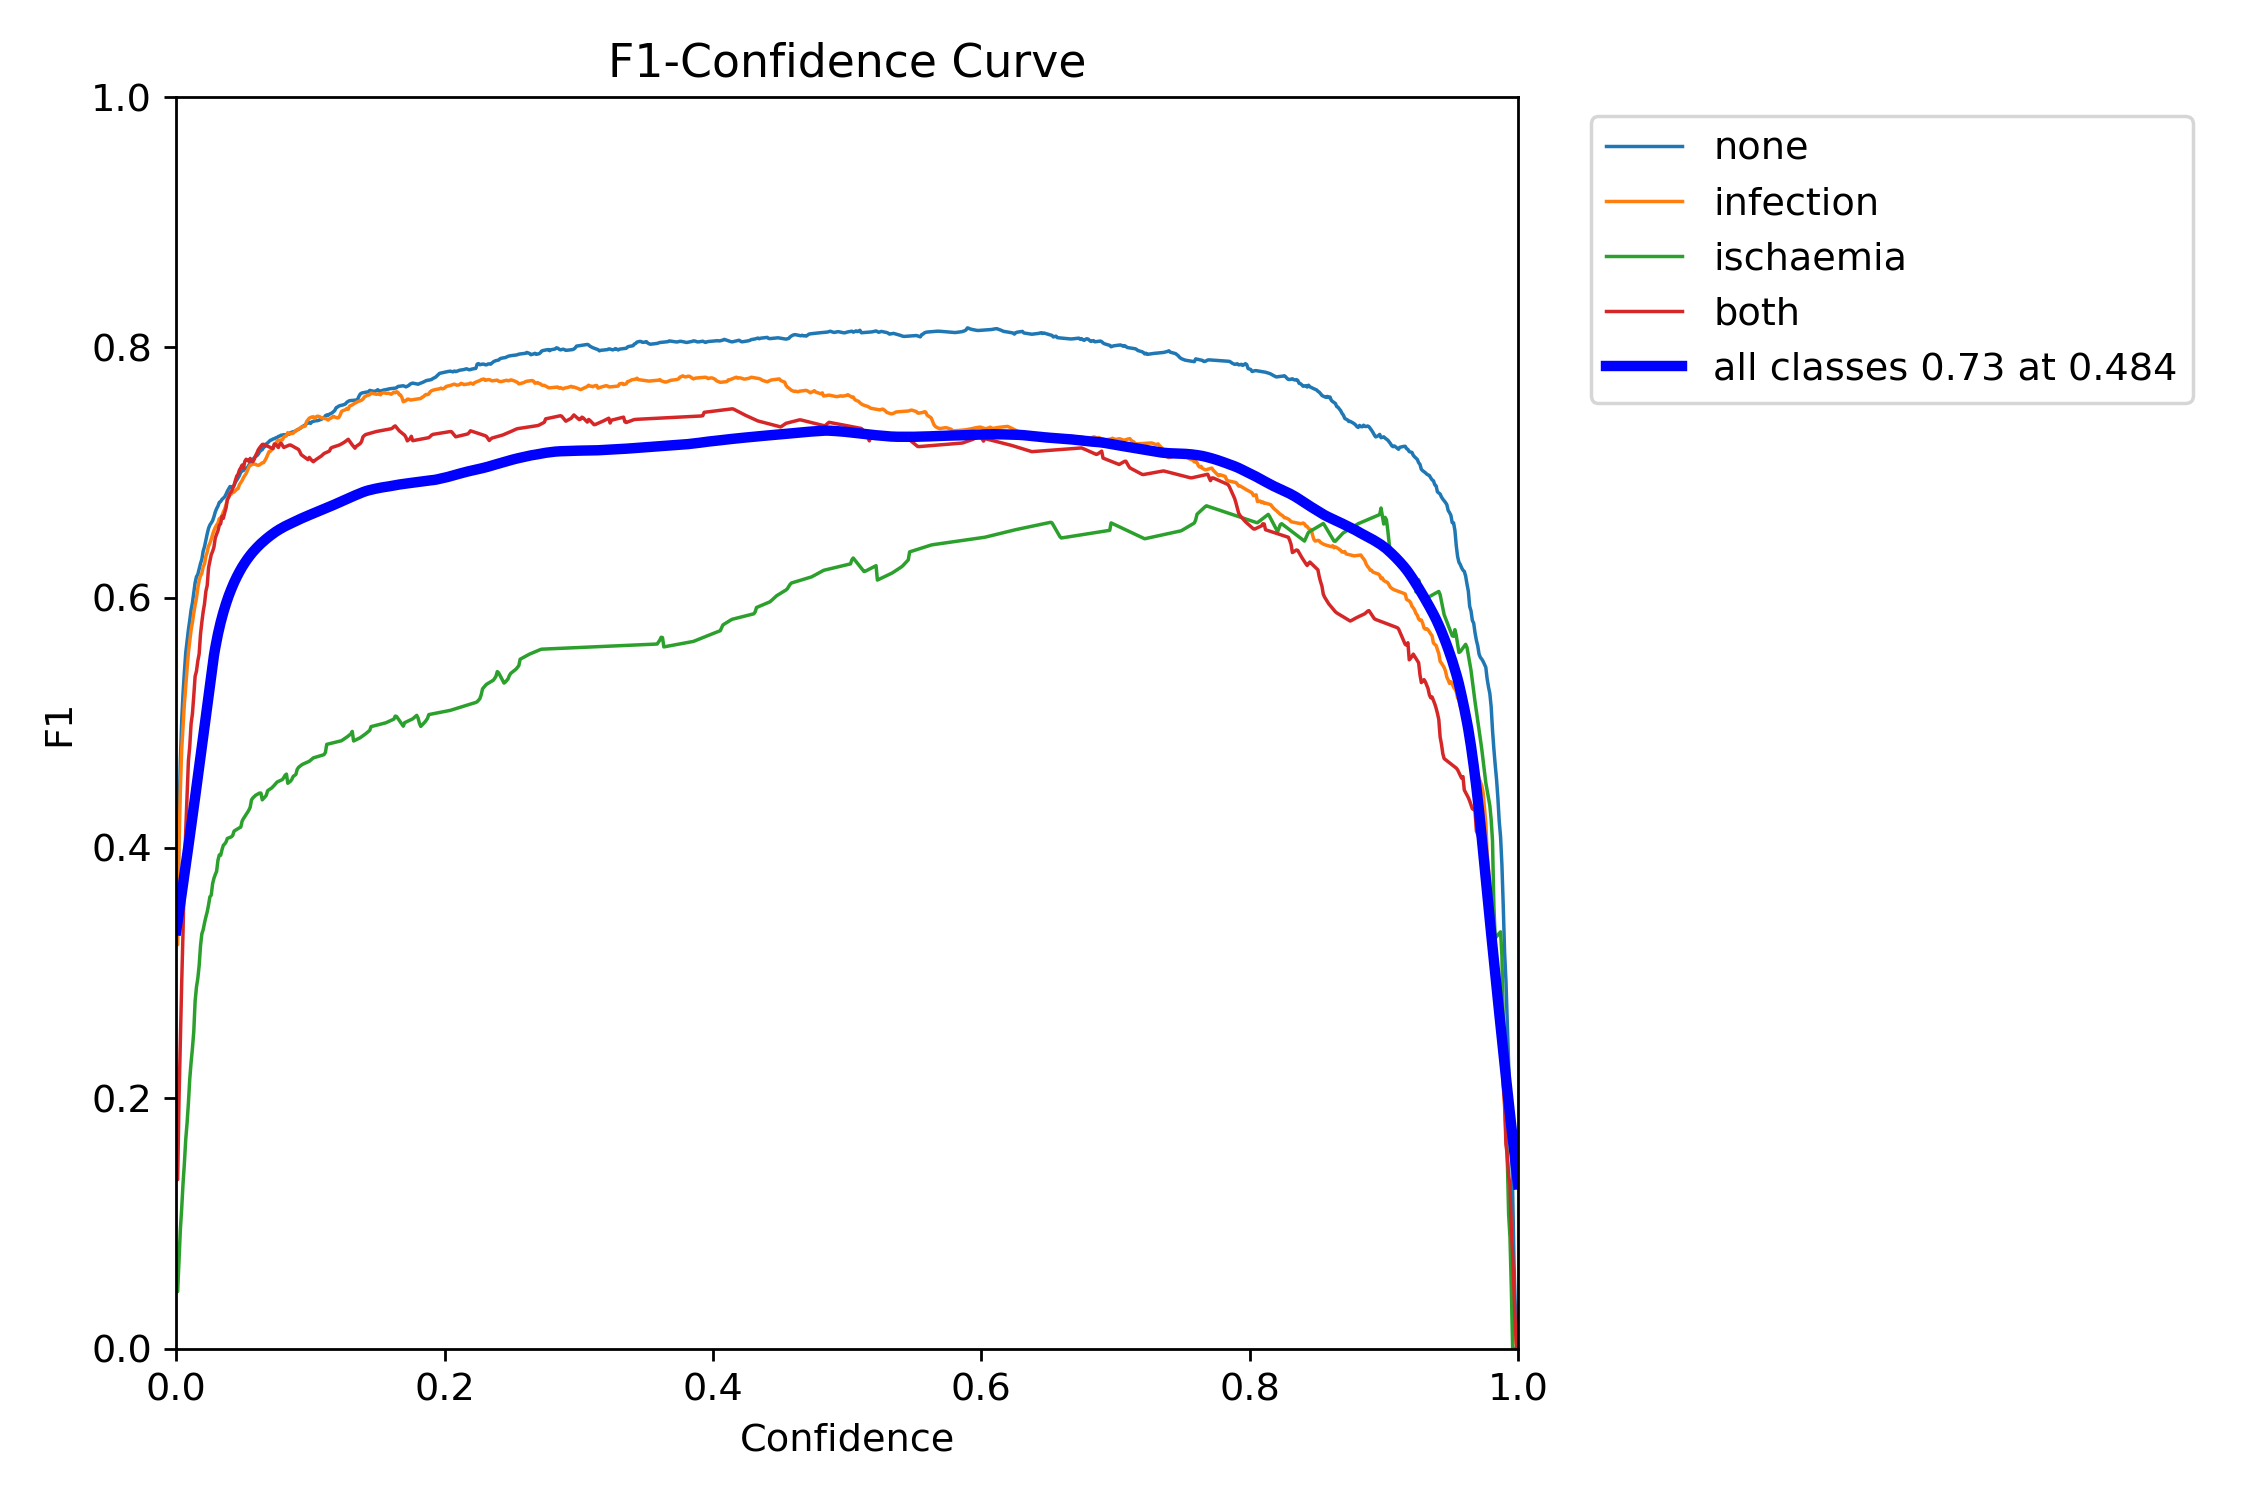 F1-Confidence Curve
1.0
0.8
0.6
0.4
0.2
0.0
F1
0.0 0.2 0.4 0.6 0.8 1.0
Confidence
none
infection
ischaemia
both
all classes 0.73 at 0.484